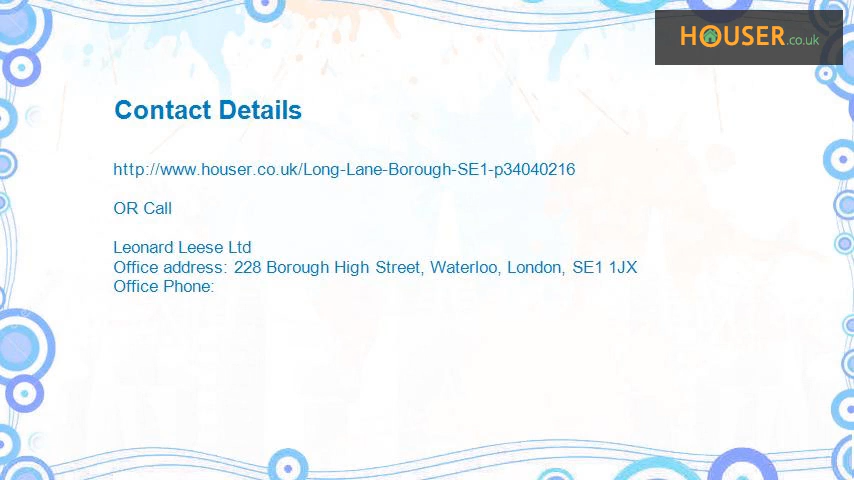 HOUSER.co.uk
Contact Details
http://www.houser.co.uk/Long-Lane-Borough-SE1-p34040216
OR Call
Leonard Leese Ltd
Office address: 228 Borough High Street, Waterloo, London, SE1 1JX
Office Phone: